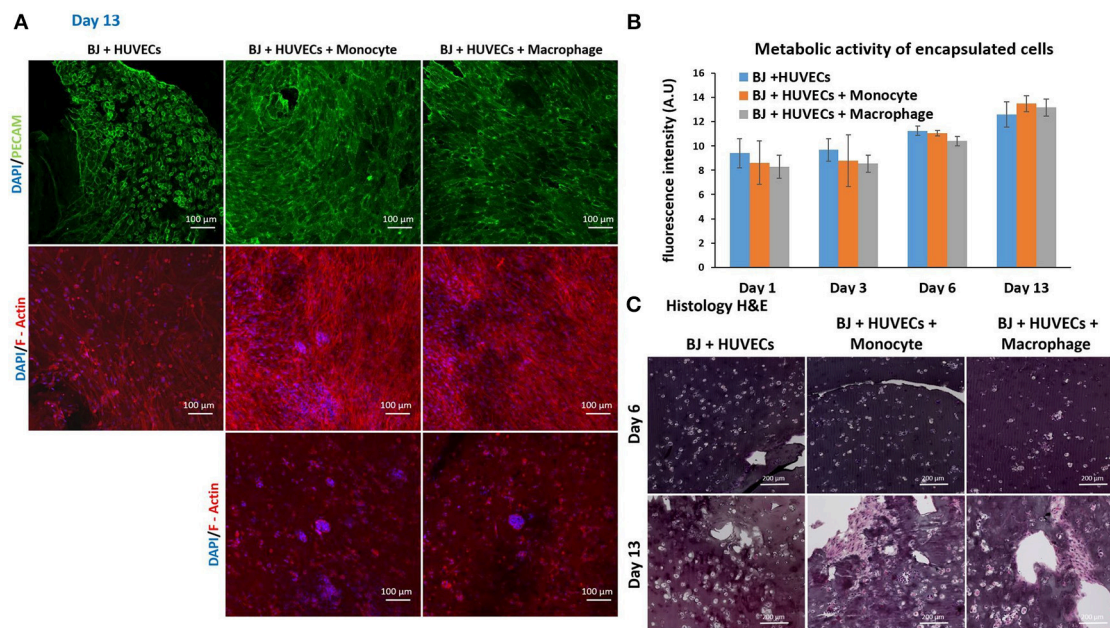 A
Day 13
BJ + HUVECs
BJ + HUVECs + Monocyte
BJ + HUVECs + Macrophage
DAPI/PECAM
100 µm
100 µm
100 µm
DAPI/F - Actin
100 µm
100 µm
100 µm
DAPI/F - Actin
100 µm
100 µm
B
Metabolic activity of encapsulated cells
fluorescence intensity (A.U)
16
14
12
10
8
6
4
2
0
BJ +HUVECs
BJ + HUVECs + Monocyte
BJ + HUVECs + Macrophage
Day 1
Day 3
Day 6
Day 13
C
Histology H&E
BJ + HUVECs
BJ + HUVECs +
Monocyte
BJ + HUVECs +
Macrophage
Day 6
200 µm
200 µm
200 µm
Day 13
200 µm
200 µm
200 µm